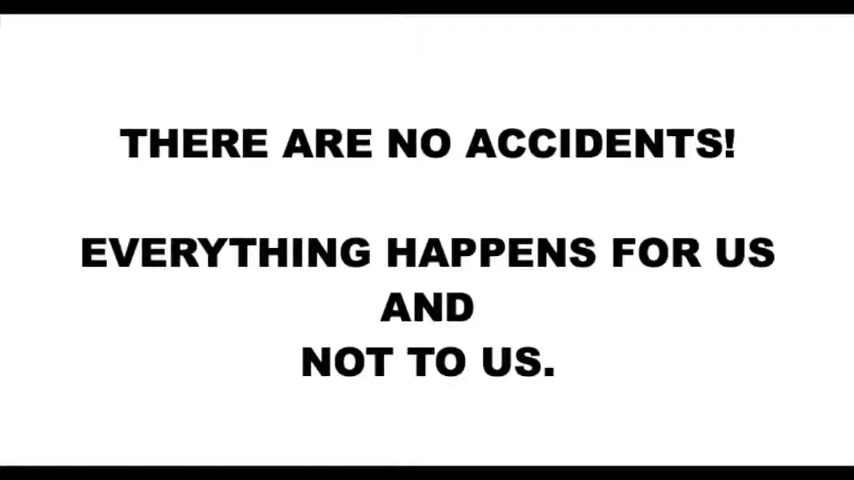 THERE ARE NO ACCIDENTS!
EVERYTHING HAPPENS FOR US
AND
NOT TO US.